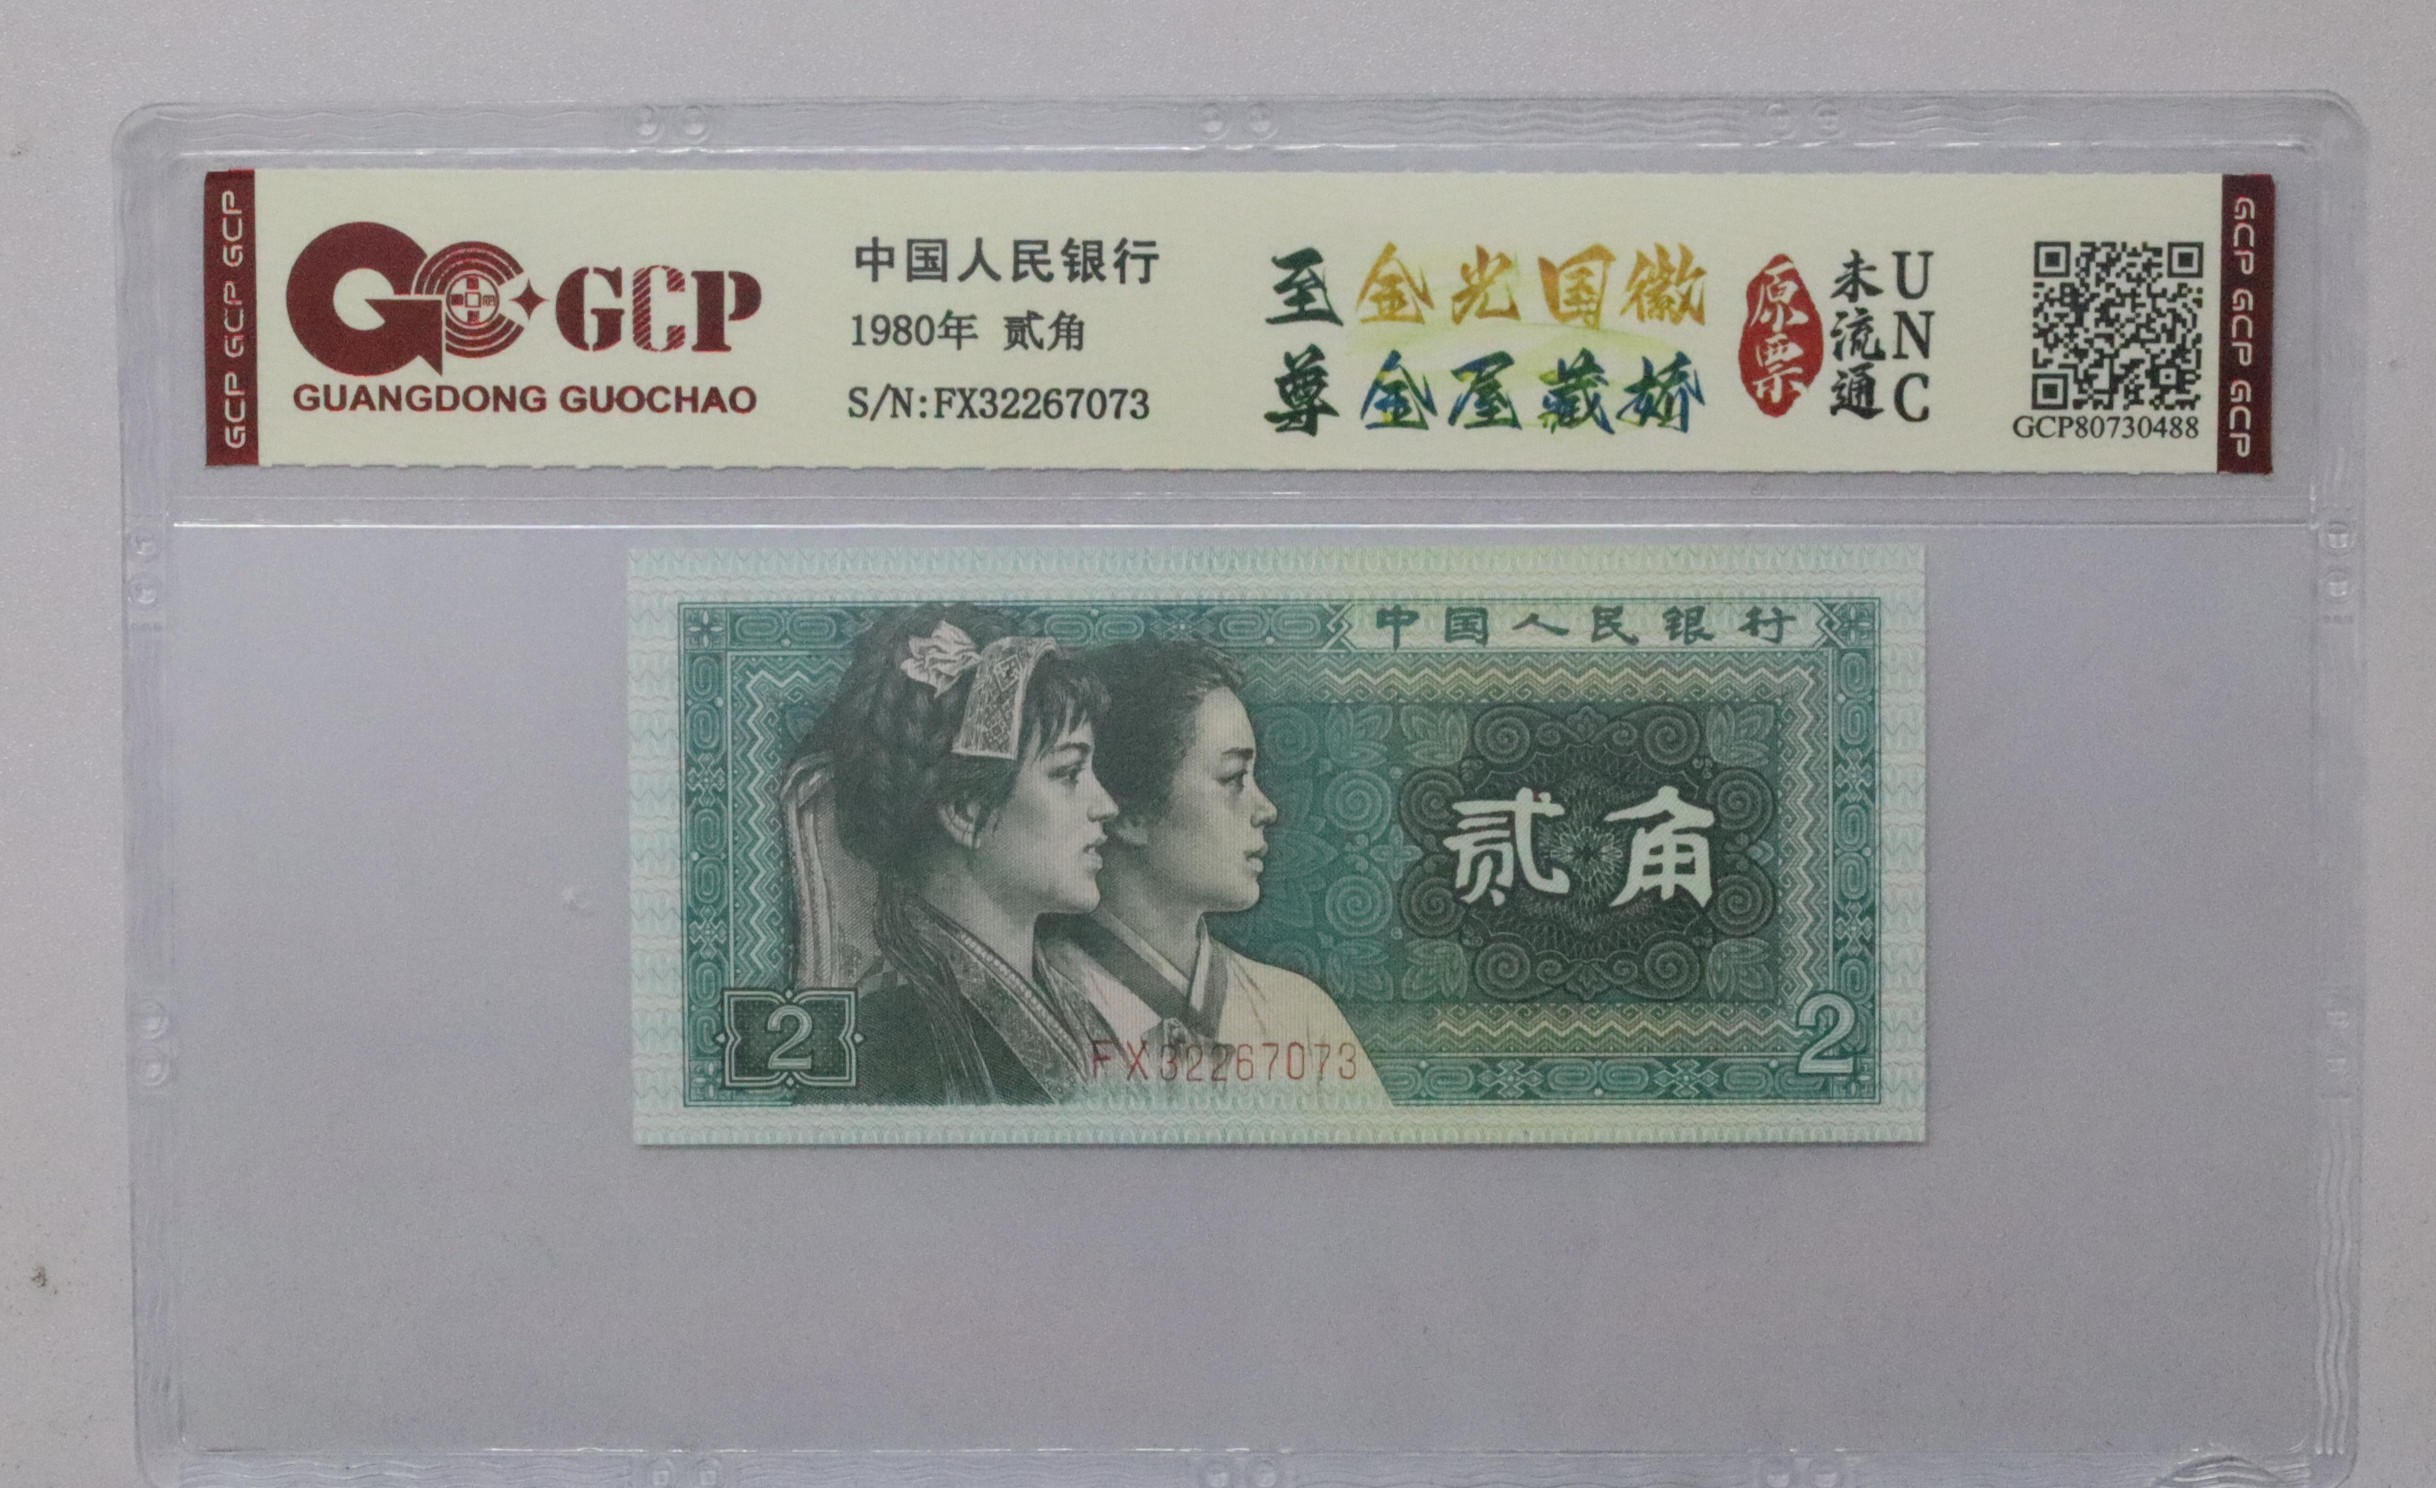 GCP GCP GCP
GCP
GUANGDONG GUOCHAO
中国人民银行
1980年 贰角
S/N:FX32267073
至尊
金光国徽
金屋藏娇
原票
未流通
UNC
GCP80730488
GCP GCP GCP
中国人民银行
贰角
2
FX32267073
2